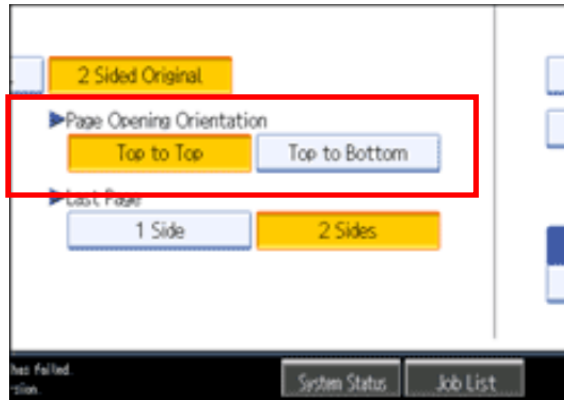 2 Sided Original
▶Page Opening Orientation
Top to Top Top to Bottom
▶Last Page
1 Side 2 Sides
has failed.
System Status Job List